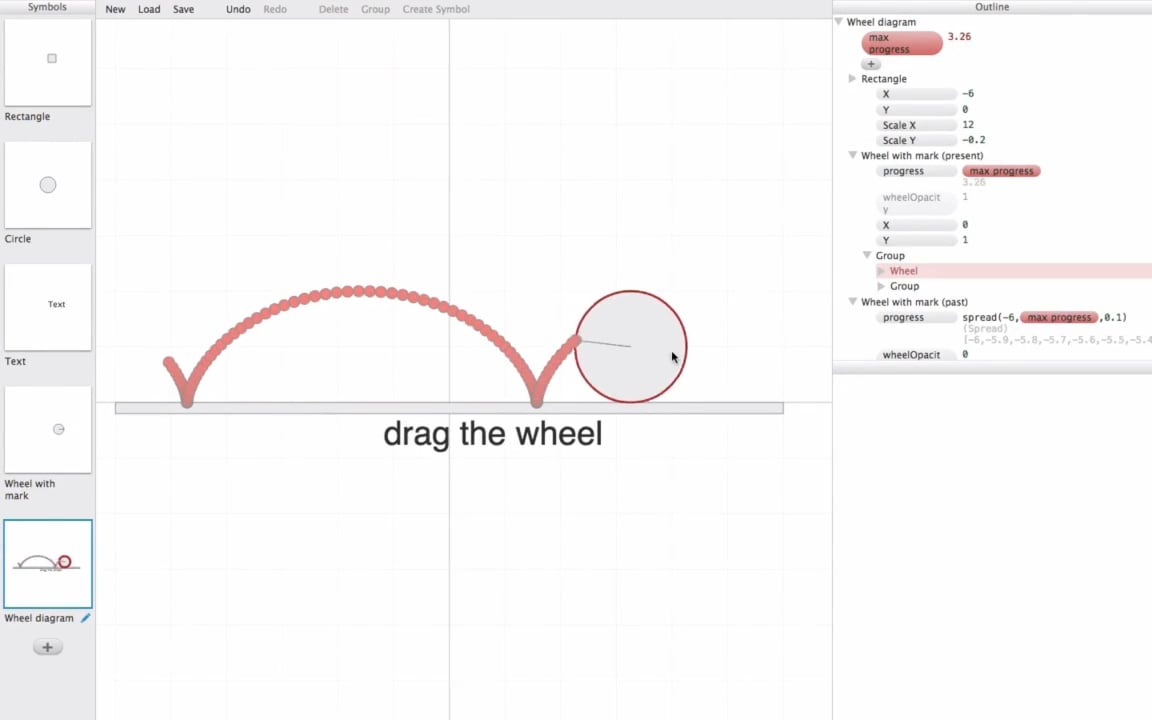 Symbols
New Load Save Undo Redo Delete Group Create Symbol
Outline
Rectangle
Circle
Text
Text
Wheel with
mark
Wheel diagram
+
drag the wheel
Wheel diagram
max
progress
3.26
+
Rectangle
X -6
Y 0
Scale X 12
Scale Y -0.2
Wheel with mark (present)
progress max progress
3.26
wheelOpacit
y
1
X 0
Y 1
Group
Wheel
Group
Wheel with mark (past)
progress spread(-6, max progress ,0.1)
(Spread)
[-6,-5.9,-5.8,-5.7,-5.6,-5.5,-5.4
wheelOpacit 0